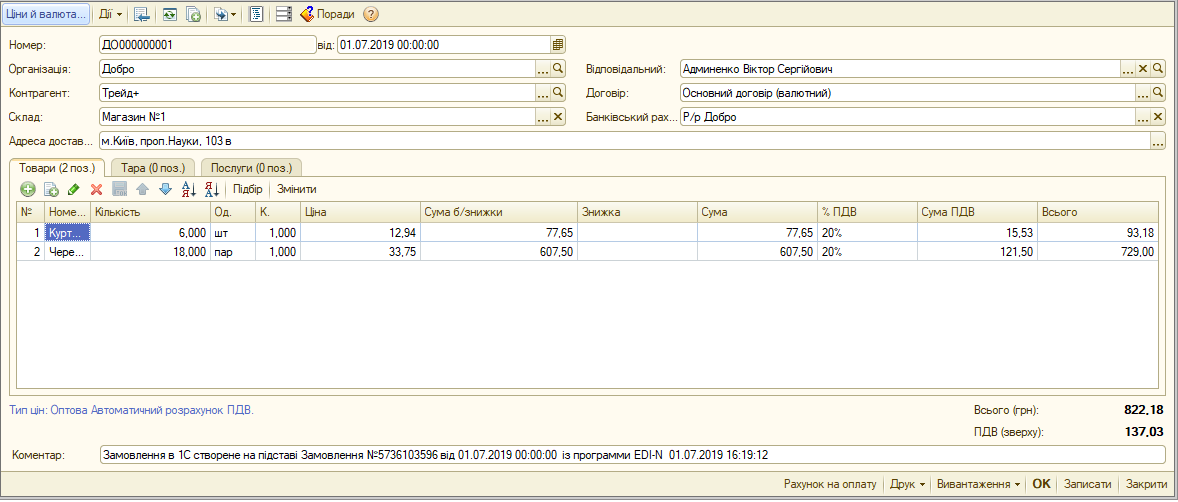 Ціни й валюта... Дії Поради
Номер: ДО000000001 від: 01.07.2019 00:00:00
Організація: Добро ... Відповідальний: Админенко Віктор Сергійович ...
Контрагент: Трейд+ ... Договір: Основний договір (валютний) ...
Склад: Магазин №1 ... Банківський рах... Р/р Добро ...
Адреса достав... м.Київ, проп.Науки, 103 в ...
Товари (2 поз.) Тара (0 поз.) Послуги (0 поз.)
Підбір Змінити
№ Номе... Кількість Од. К. Ціна Сума б/знижки Знижка Сума % ПДВ Сума ПДВ Всього
1 Курт... 6,000 шт 1,000 12,94 77,65 77,65 20% 15,53 93,18
2 Чере... 18,000 пар 1,000 33,75 607,50 607,50 20% 121,50 729,00
Тип цін: Оптова Автоматичний розрахунок ПДВ. Всього (грн): 822,18
ПДВ (зверху): 137,03
Коментар: Замовлення в 1С створене на підставі Замовлення №5736103596 від 01.07.2019 00:00:00 із программи EDI-N 01.07.2019 16:19:12
Рахунок на оплату Друк Вивантаження OK Записати Закрити